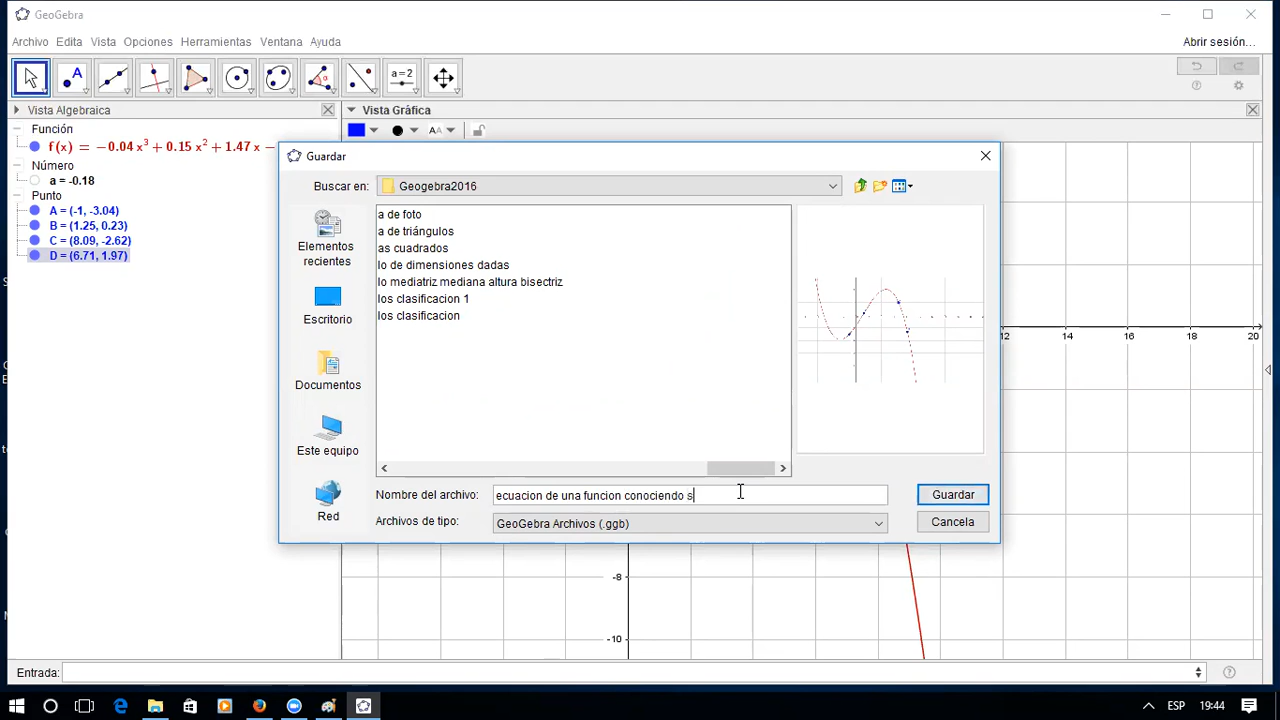 GeoGebra
Archivo Edita Vista Opciones Herramientas Ventana Ayuda
Abrir sesión...
A
a=2
Vista Algebraica
Vista Gráfica
AA
Función
f(x) = −0.04 x³ + 0.15 x² + 1.47 x −
Número
a = -0.18
Punto
A = (-1, -3.04)
B = (1.25, 0.23)
C = (8.09, -2.62)
D = (6.71, 1.97)
Guardar
Buscar en:
Geogebra2016
Elementos
recientes
Escritorio
Documentos
Este equipo
Red
a de foto
a de triángulos
as cuadrados
lo de dimensiones dadas
lo mediatriz mediana altura bisectriz
los clasificacion 1
los clasificacion
Nombre del archivo:
ecuacion de una funcion conociendo s
Guardar
Archivos de tipo:
GeoGebra Archivos (.ggb)
Cancela
12 14 16 18 20
-8
-10
Entrada:
ESP 19:44